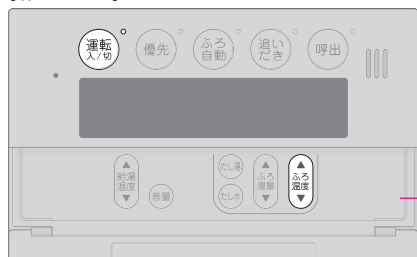 運転
入/切
優先
ふろ
自動
追い
だき
呼出
▲
給湯
温度
▼
音量
たし湯
たし水
▲
ふろ
湯量
▼
▲
ふろ
温度
▼